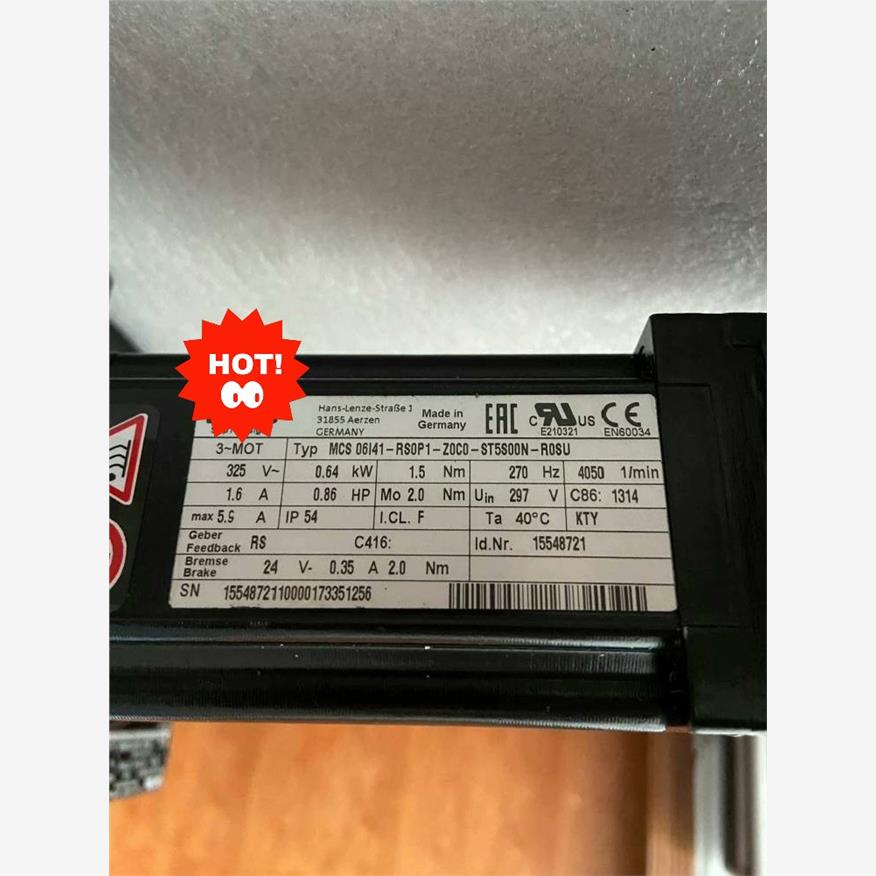 HOT!
Hans-Lenze-Straße 1
31855 Aerzen
GERMANY
Made in
Germany
EAC
C RU US
E210321
CE
EN60034
3~MOT Typ MCS 06I41-RS0P1-Z0C0-ST5S00N-R0SU
325 V~ 0.64 kW 1.5 Nm 270 Hz 4050 1/min
1.6 A 0.86 HP Mo 2.0 Nm Uin 297 V C86: 1314
max 5.9 A IP 54 I.CL. F Ta 40°C KTY
Geber
Feedback RS C416: Id.Nr. 15548721
Bremse
Brake 24 V- 0.35 A 2.0 Nm
SN 1554872110000173351256